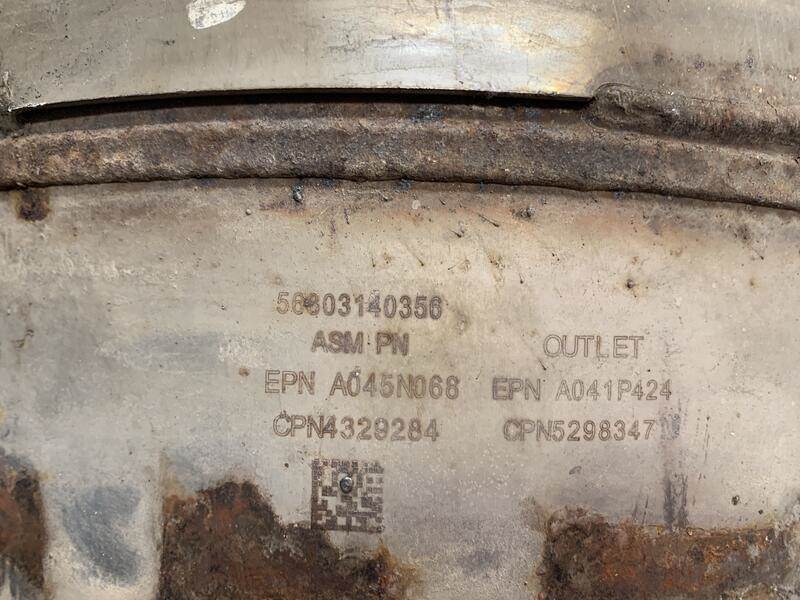 56803140356
ASM PN
EPN A045N068
CPN4329284
OUTLET
EPN A041P424
CPN5298347